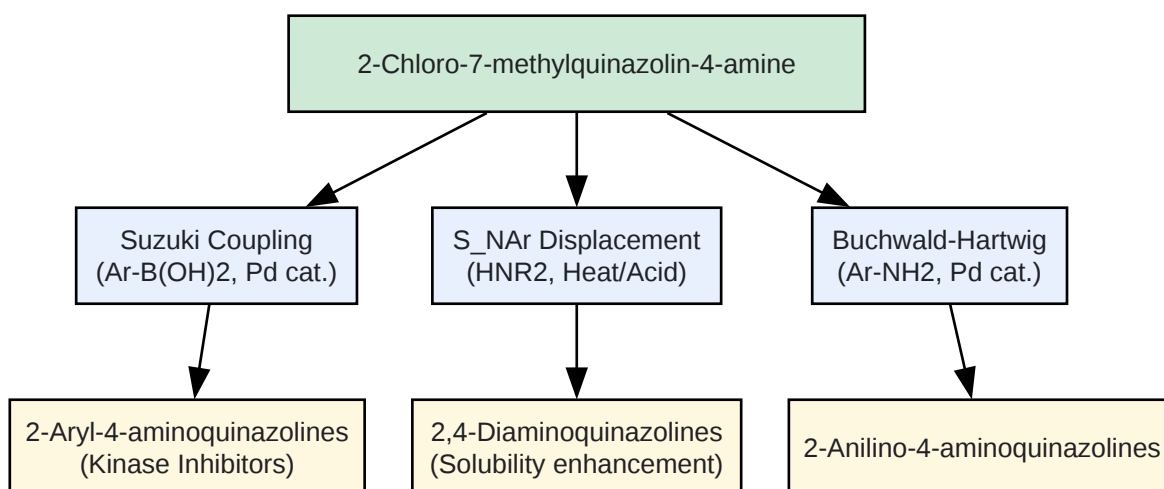 2-Chloro-7-methylquinazolin-4-amine
Suzuki Coupling
(Ar-B(OH)2, Pd cat.)
S_NAr Displacement
(HNR2, Heat/Acid)
Buchwald-Hartwig
(Ar-NH2, Pd cat.)
2-Aryl-4-aminoquinazolines
(Kinase Inhibitors)
2,4-Diaminoquinazolines
(Solubility enhancement)
2-Anilino-4-aminoquinazolines